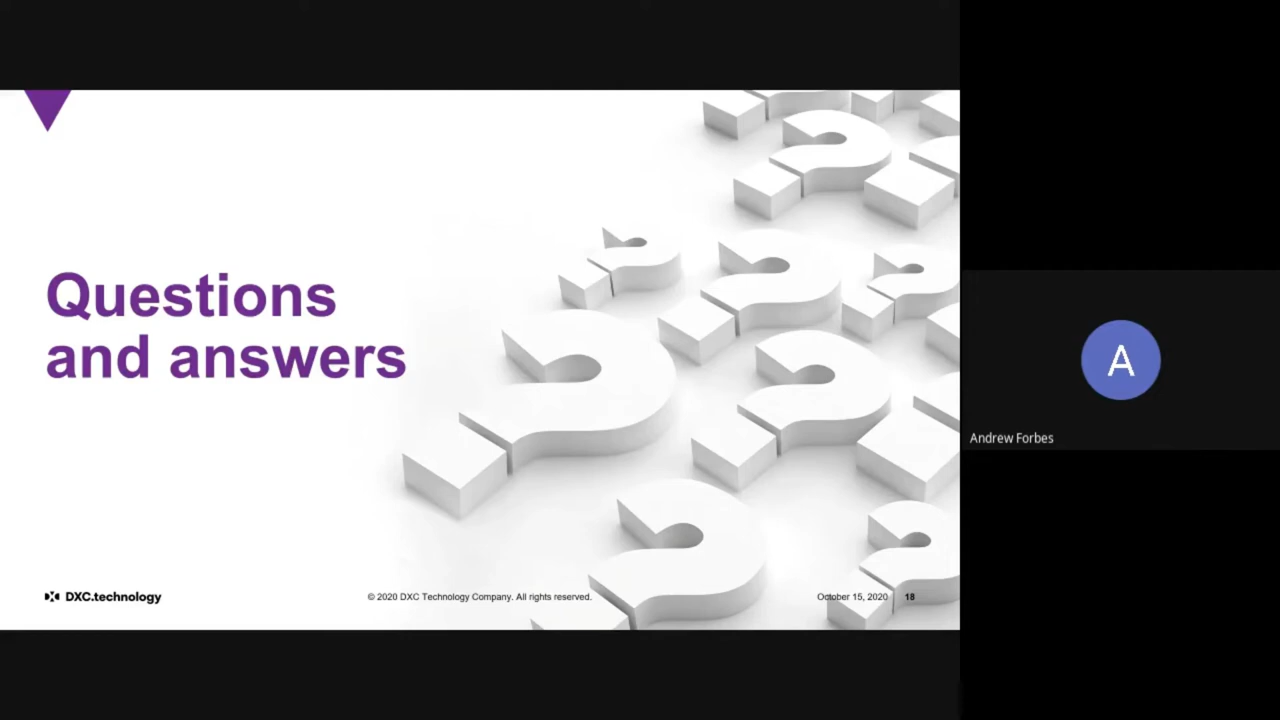 Questions
and answers
DXC.technology
© 2020 DXC Technology Company. All rights reserved.
October 15, 2020 18
A
Andrew Forbes